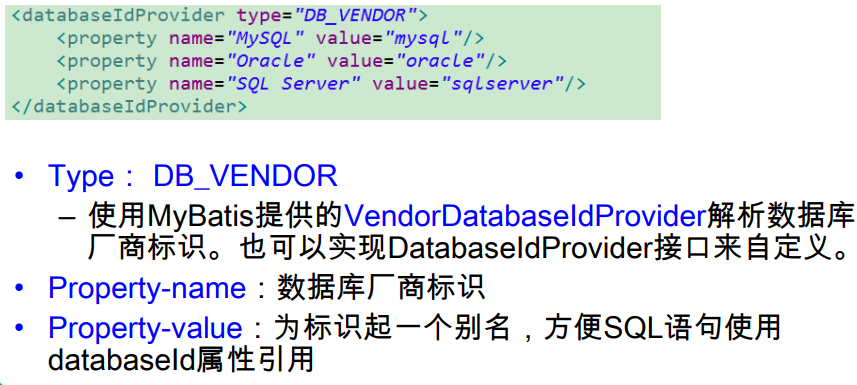 <databaseIdProvider type="DB_VENDOR">
<property name="MySQL" value="mysql"/>
<property name="Oracle" value="oracle"/>
<property name="SQL Server" value="sqlserver"/>
</databaseIdProvider>
• Type： DB_VENDOR
– 使用MyBatis提供的VendorDatabaseIdProvider解析数据库
厂商标识。也可以实现DatabaseIdProvider接口来自定义。
• Property-name：数据库厂商标识
• Property-value：为标识起一个别名，方便SQL语句使用
databaseId属性引用